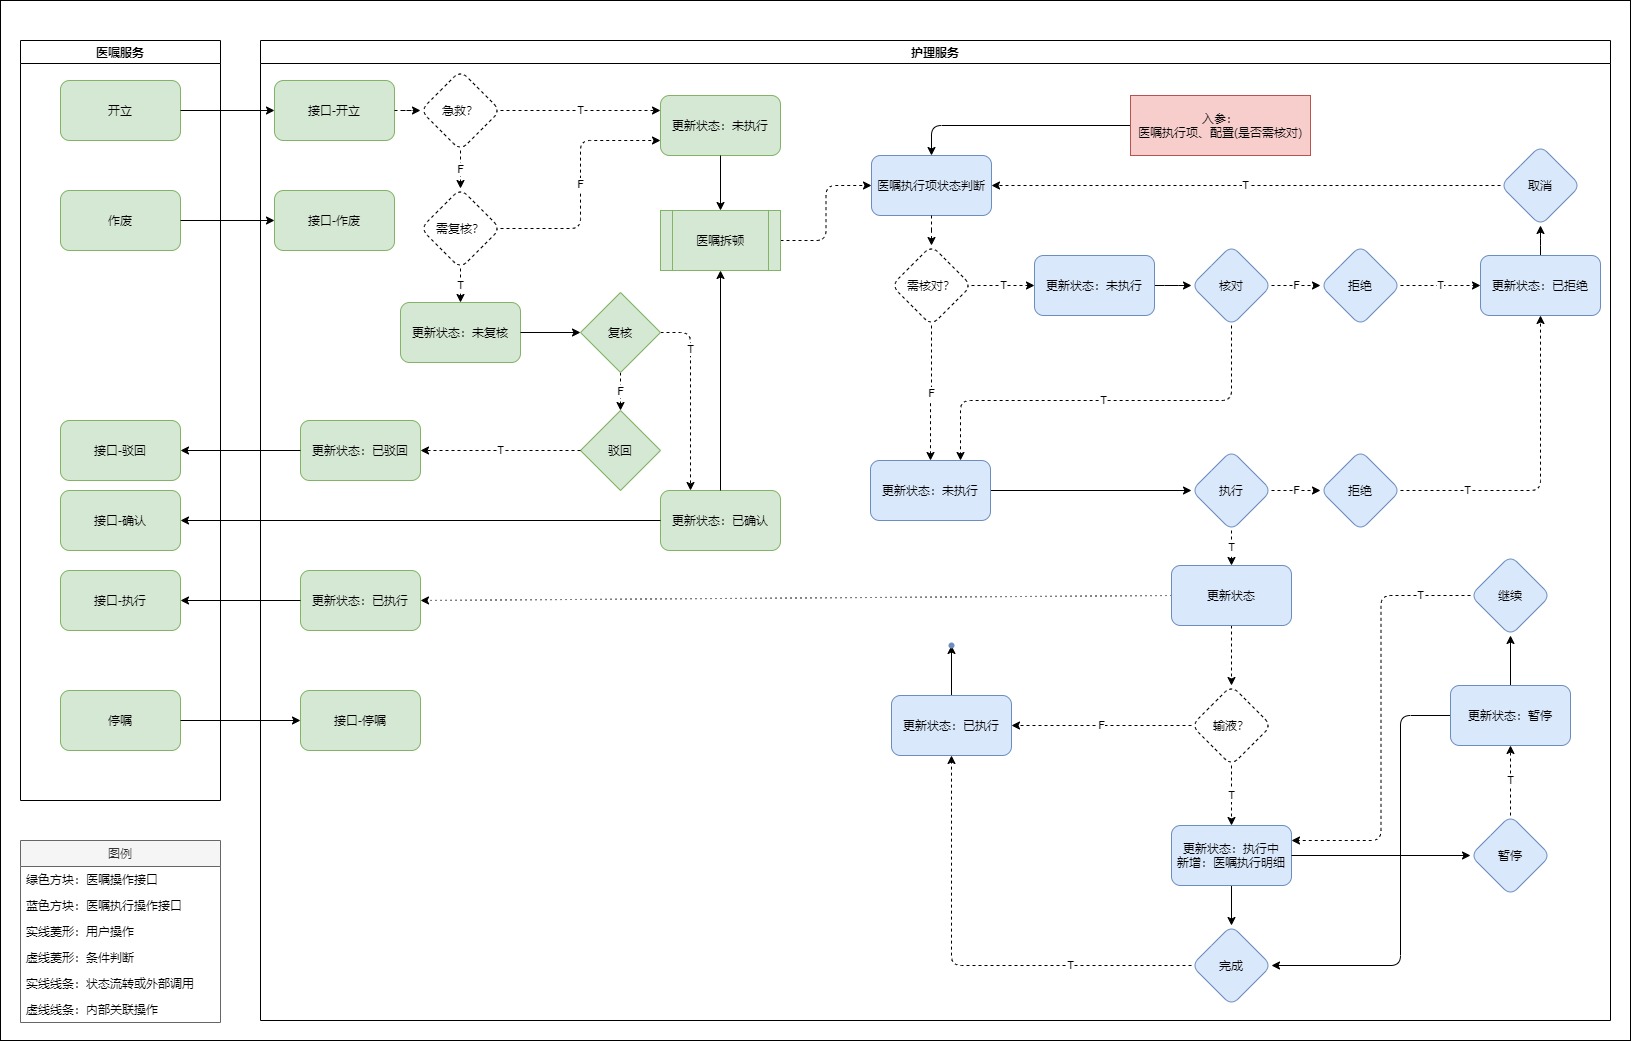 医嘱服务
开立
作废
接口-驳回
接口-确认
接口-执行
停嘱
图例
绿色方块：医嘱操作接口
蓝色方块：医嘱执行操作接口
实线菱形：用户操作
虚线菱形：条件判断
实线线条：状态流转或外部调用
虚线线条：内部关联操作
护理服务
接口-开立
急救？
T
更新状态：未执行
F
F
接口-作废
需复核？
T
医嘱拆顿
更新状态：未复核
复核
T
F
更新状态：已驳回
T
驳回
更新状态：已确认
更新状态：已执行
接口-停嘱
入参：
医嘱执行项、配置(是否需核对)
医嘱执行项状态判断
T
取消
需核对？
T
更新状态：未执行
核对
F
拒绝
T
更新状态：已拒绝
F
T
更新状态：未执行
执行
F
拒绝
T
T
更新状态
T
继续
更新状态：已执行
F
输液？
更新状态：暂停
T
T
更新状态：执行中
新增：医嘱执行明细
暂停
T
完成